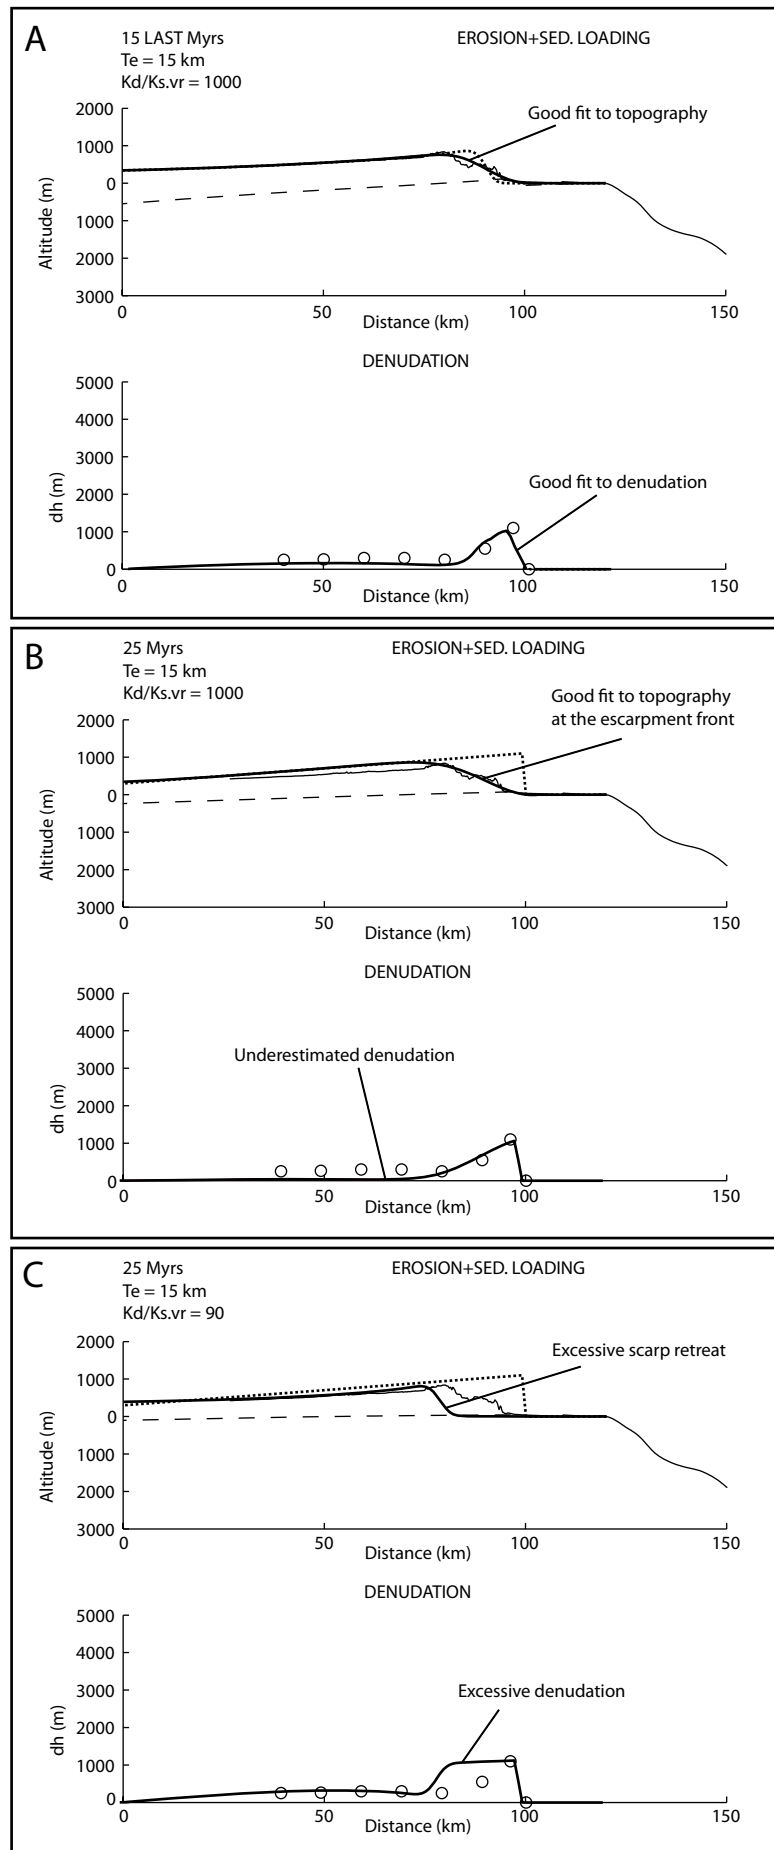 A
15 LAST Myrs
EROSION+SED. LOADING
Te = 15 km
Kd/Ks.vr = 1000
2000
Good fit to topography
1000
0
1000
2000
3000
Altitude (m)
0 50 100 150
Distance (km)
DENUDATION
5000
4000
3000
2000
Good fit to denudation
1000
0
dh (m)
0 50 100 150
Distance (km)
B
25 Myrs
EROSION+SED. LOADING
Te = 15 km
Kd/Ks.vr = 1000
Good fit to topography
at the escarpment front
2000
1000
0
1000
2000
3000
Altitude (m)
0 50 100 150
Distance (km)
DENUDATION
5000
4000
3000
Underestimated denudation
2000
1000
0
dh (m)
0 50 100 150
Distance (km)
C
25 Myrs
EROSION+SED. LOADING
Te = 15 km
Kd/Ks.vr = 90
2000
Excessive scarp retreat
1000
0
1000
2000
3000
Altitude (m)
0 50 100 150
Distance (km)
DENUDATION
5000
4000
3000
Excessive denudation
2000
1000
0
dh (m)
0 50 100 150
Distance (km)